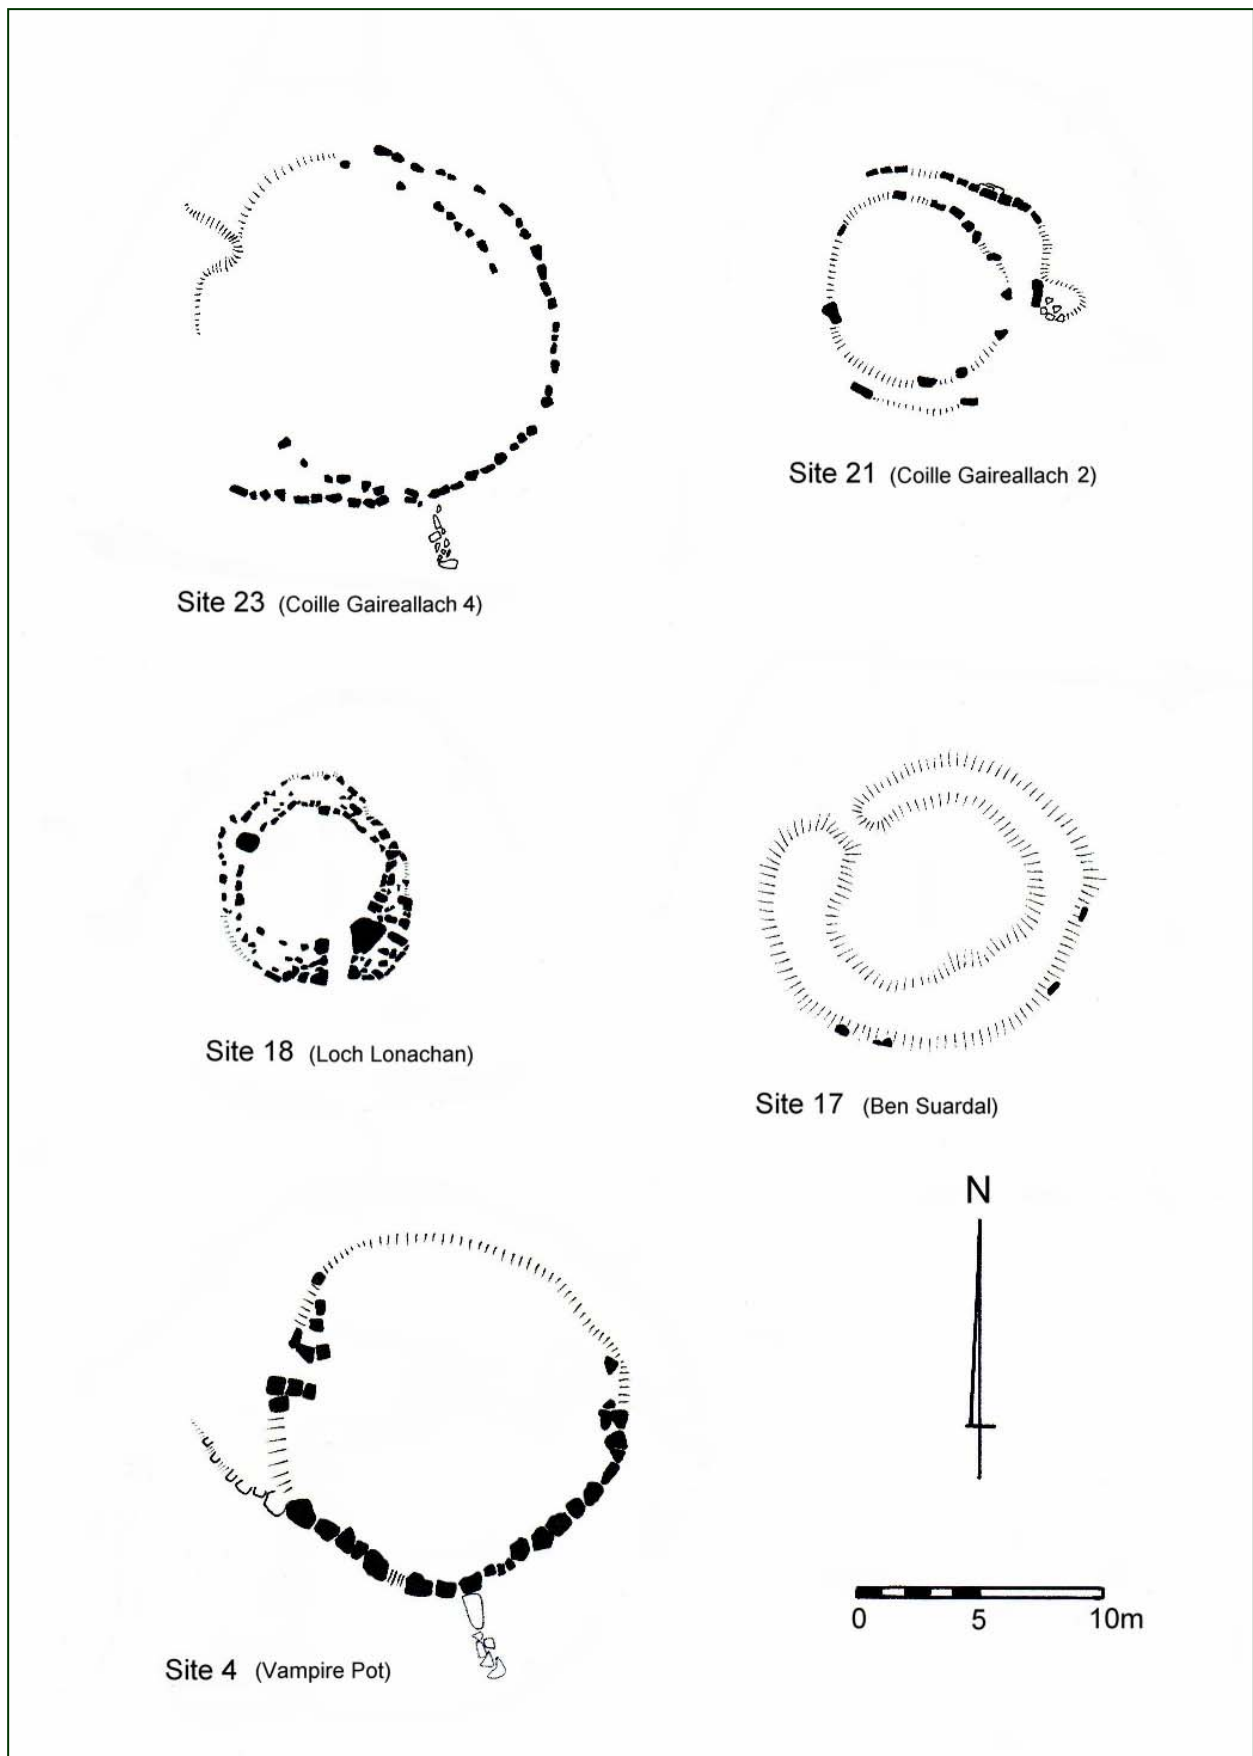 Site 21 (Coille Gaireallach 2)
Site 23 (Coille Gaireallach 4)
Site 18 (Loch Lonachan)
Site 17 (Ben Suardal)
N
0 5 10m
Site 4 (Vampire Pot)